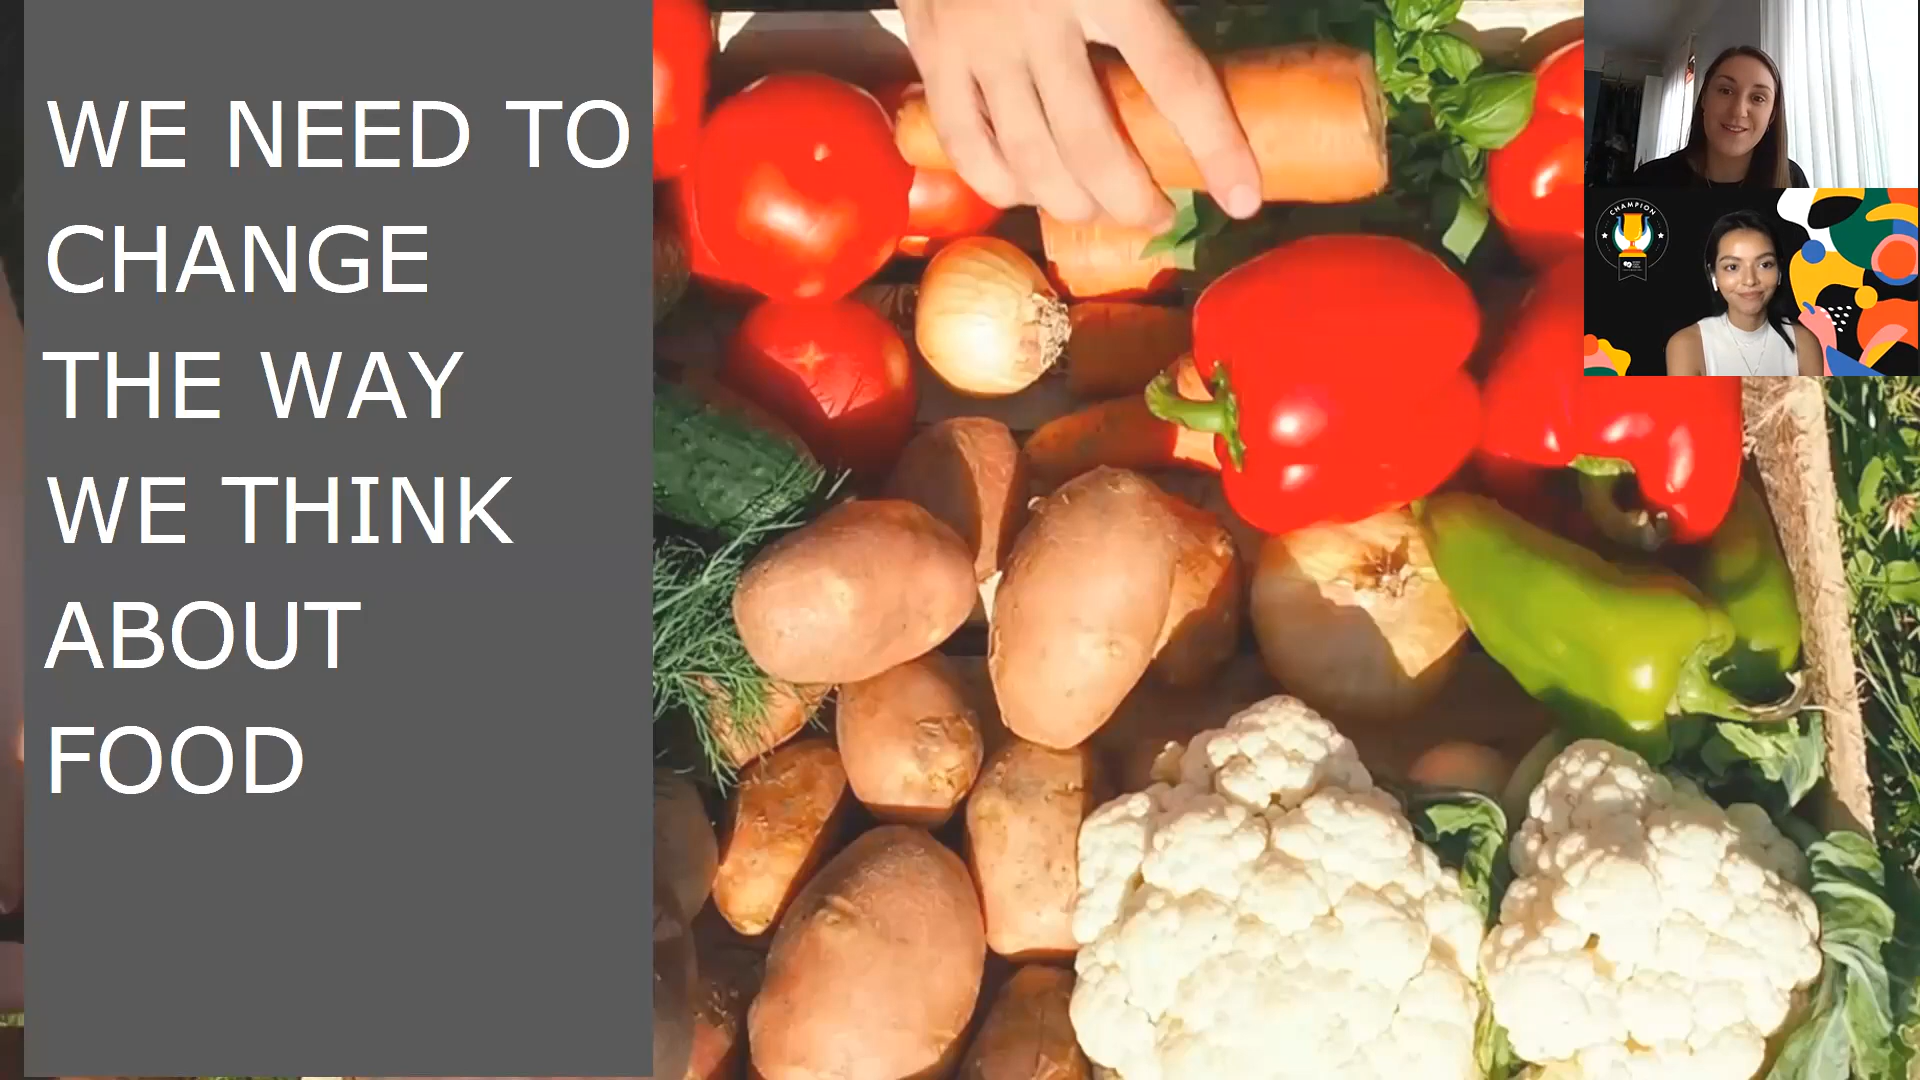 WE NEED TO
CHANGE
THE WAY
WE THINK
ABOUT
FOOD
CHAMPION